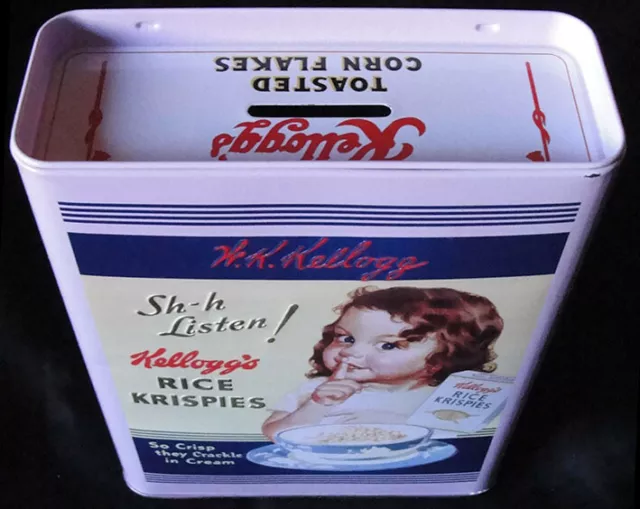 Kellogg's
TOASTED
CORN FLAKES
W.K. Kellogg
Sh-h
Listen!
Kellogg's
RICE
KRISPIES
So Crisp
they Crackle
in Cream
Kellogg's
RICE
KRISPIES